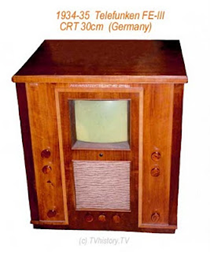 1934-35 Telefunken FE-III
CRT 30cm (Germany)
(c) TVhistory.TV